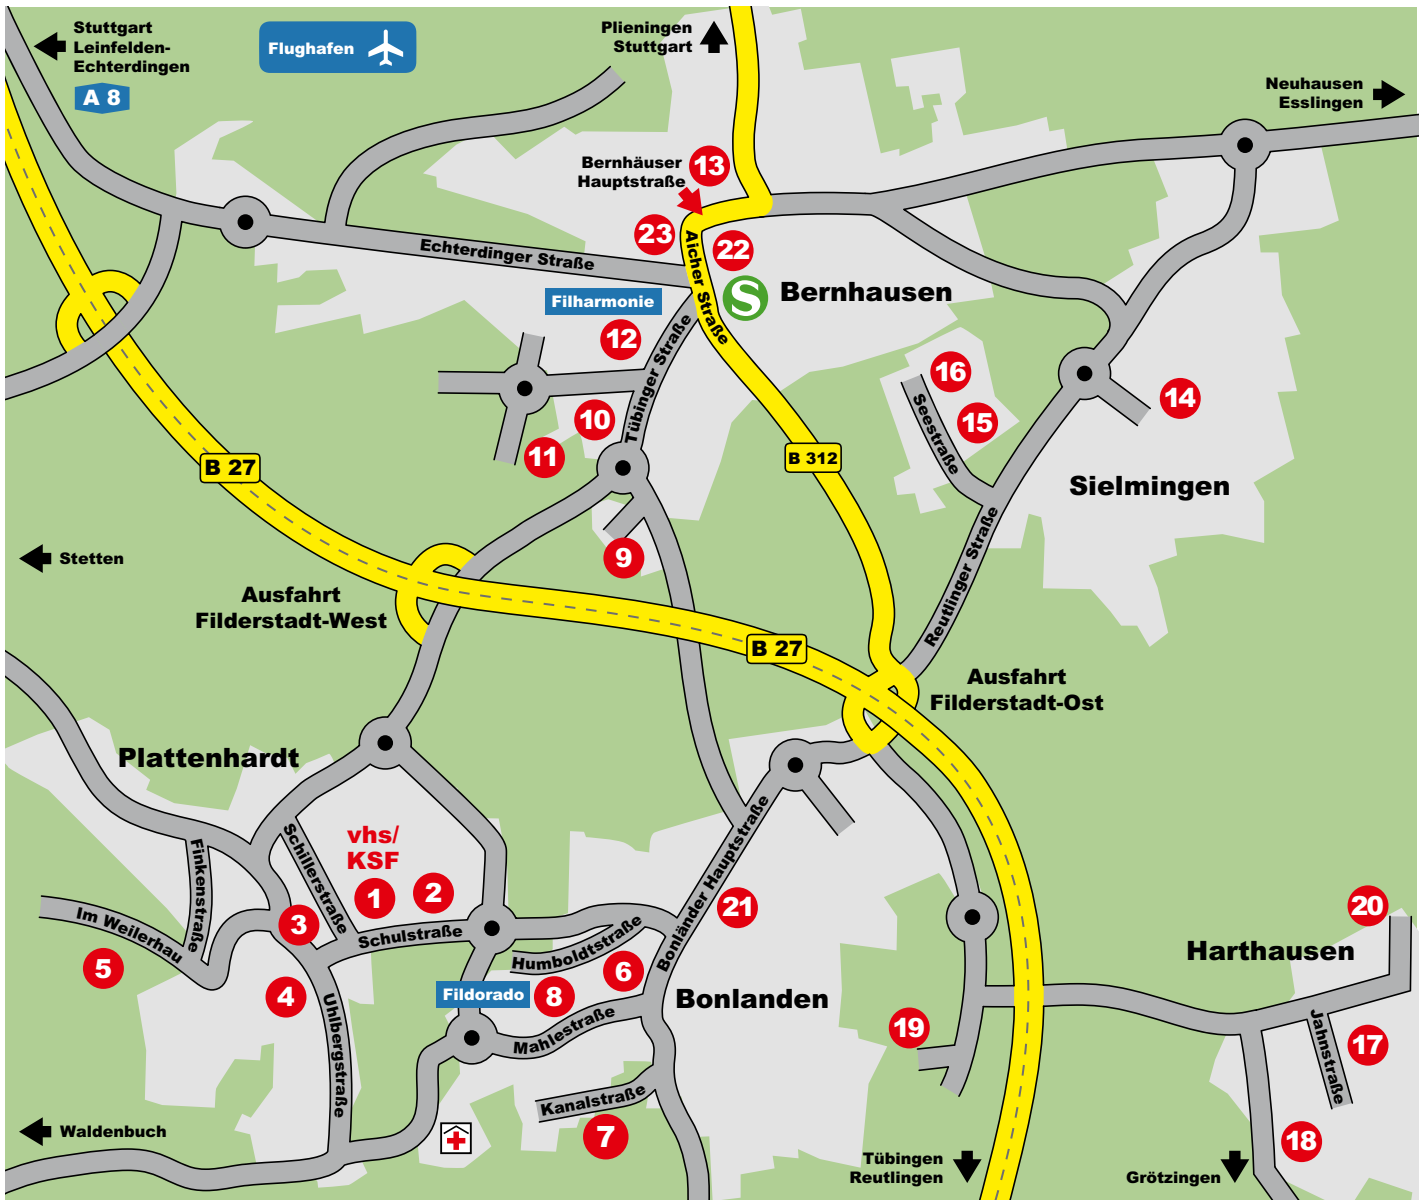 Stuttgart
Leinfelden-
Echterdingen
A 8
Flughafen
Plieningen
Stuttgart
Neuhausen
Esslingen
Bernhäuser
Hauptstraße
13
23
22
Echterdinger Straße
Aicher Straße
S
Bernhausen
Filharmonie
12
Tübinger Straße
16
15
14
Seestraße
10
11
B 312
B 27
Sielmingen
9
Stetten
Reutlinger Straße
Ausfahrt
Filderstadt-West
B 27
Ausfahrt
Filderstadt-Ost
Plattenhardt
vhs/
KSF
1
2
Schillerstraße
Finkenstraße
3
Schulstraße
Im Weilerhau
5
4
Uhlbergstraße
Humboldtstraße
6
Bonländer Hauptstraße
21
Fildorado
8
Bonlanden
Mahlestraße
Kanalstraße
7
19
20
Harthausen
Jahnstraße
17
18
Waldenbuch
Tübingen
Reutlingen
Grötzingen